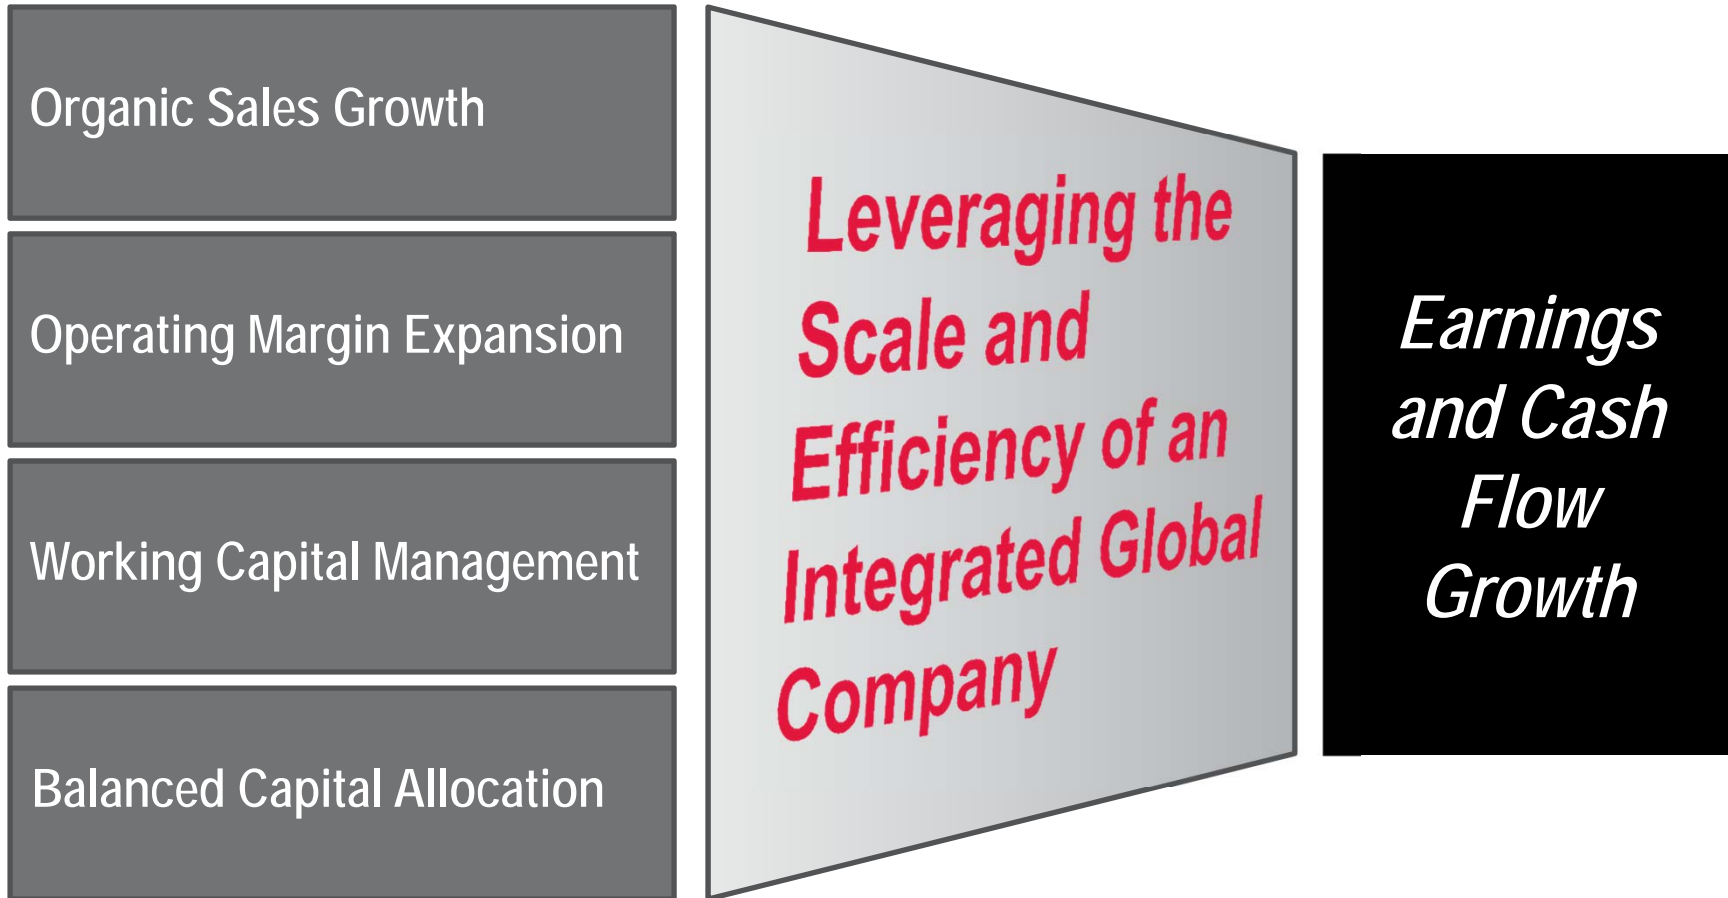 Organic Sales Growth
Operating Margin Expansion
Working Capital Management
Balanced Capital Allocation
Leveraging the
Scale and
Efficiency of an
Integrated Global
Company
Earnings
and Cash
Flow
Growth